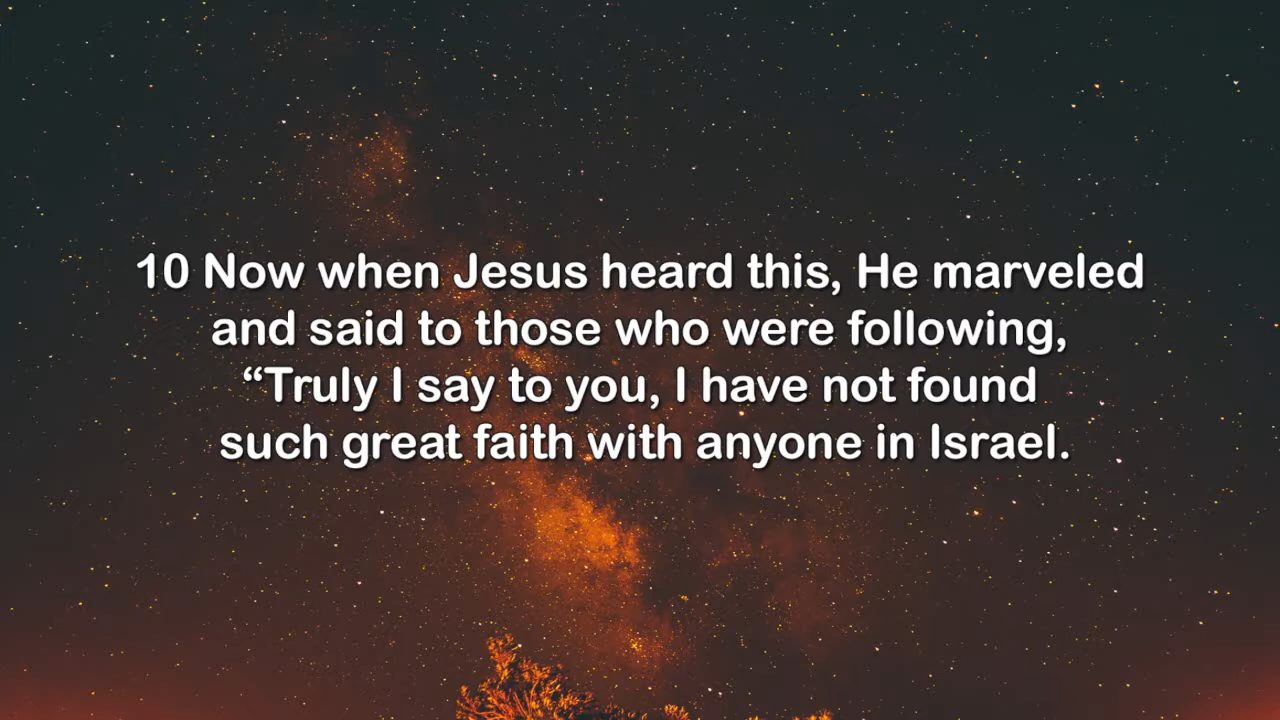 10 Now when Jesus heard this, He marveled
and said to those who were following,
“Truly I say to you, I have not found
such great faith with anyone in Israel.